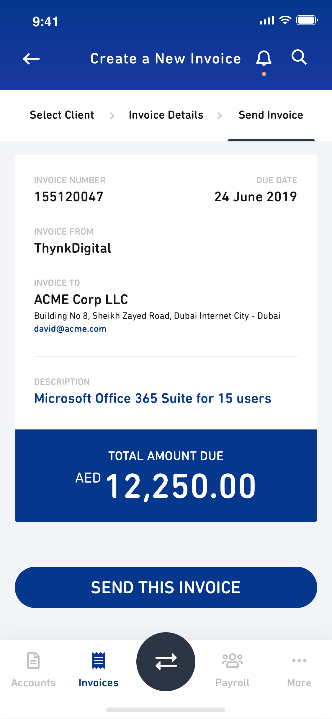 9:41
Create a New Invoice
Select Client
Invoice Details
Send Invoice
INVOICE NUMBER
DUE DATE
155120047
24 June 2019
INVOICE FROM
ThynkDigital
INVOICE TO
ACME Corp LLC
Building No 8, Sheikh Zayed Road, Dubai Internet City - Dubai
david@acme.com
DESCRIPTION
Microsoft Office 365 Suite for 15 users
TOTAL AMOUNT DUE
AED 12,250.00
SEND THIS INVOICE
Accounts
Invoices
Payroll
More